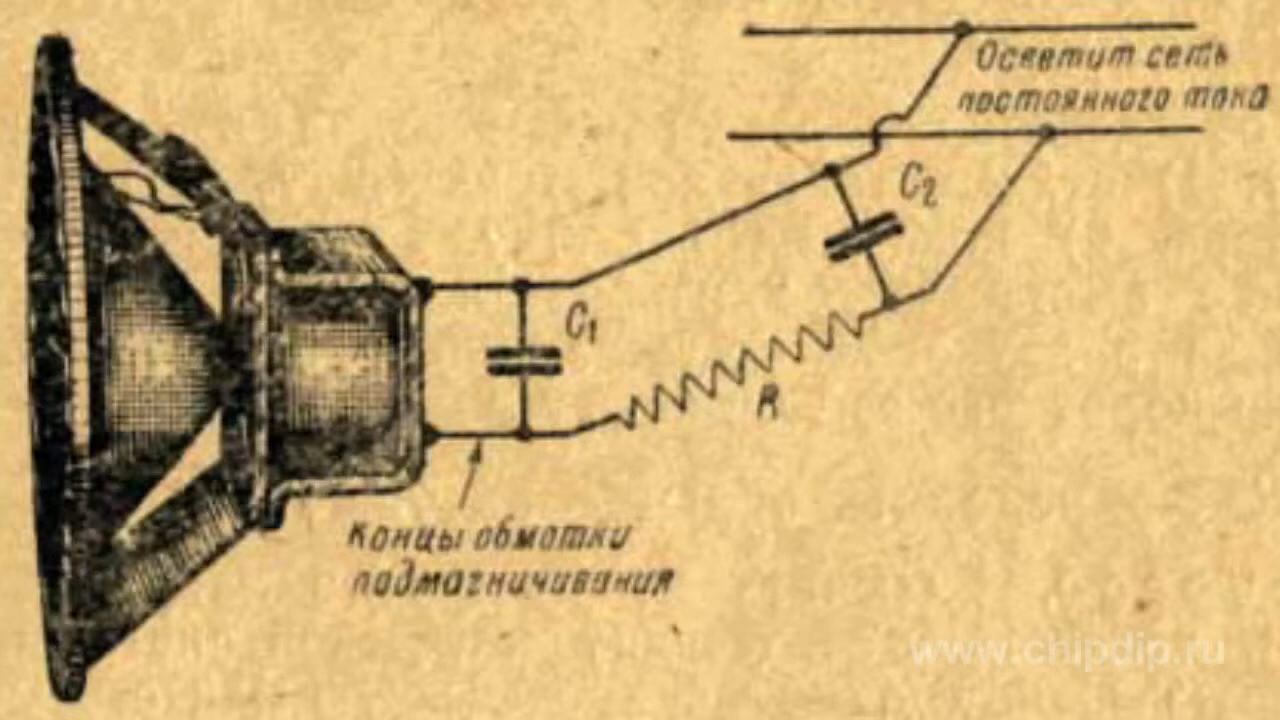 Осветит сеть
постоянного тока
C₂
C₁
R
Концы обмотки
подмагничивания
www.chipdip.ru